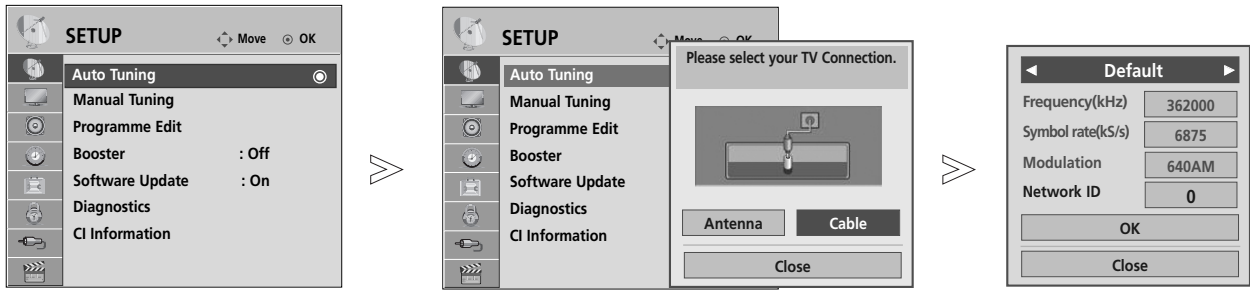 SETUP Move OK
Auto Tuning
Manual Tuning
Programme Edit
Booster : Off
Software Update : On
Diagnostics
CI Information
SETUP Move OK
Auto Tuning
Manual Tuning
Programme Edit
Booster
Software Update
Diagnostics
CI Information
Please select your TV Connection.
Antenna Cable
Close
Default
Frequency(kHz) 362000
Symbol rate(kS/s) 6875
Modulation 640AM
Network ID 0
OK
Close